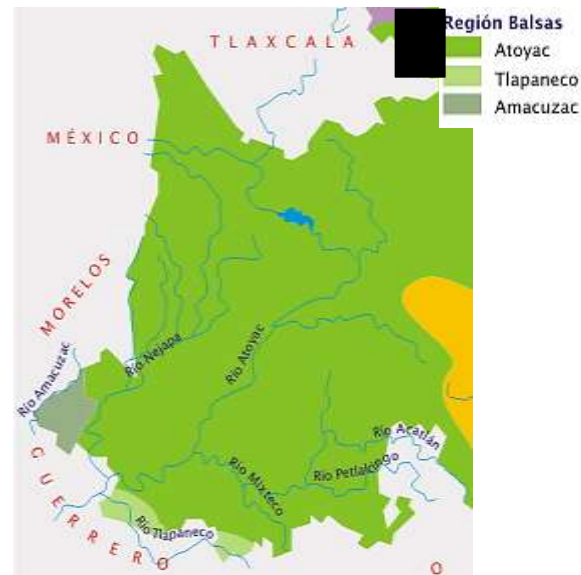 Región Balsas
Atoyac
Tlapaneco
Amacuzac
TLAXCALA
MÉXICO
MORELOS
Río Nejapa
Río Atoyac
Río Amacuzac
Río Acatlán
Río Petlalongo
Río Mixteco
Río Tlapaneco
GUERRERO
O